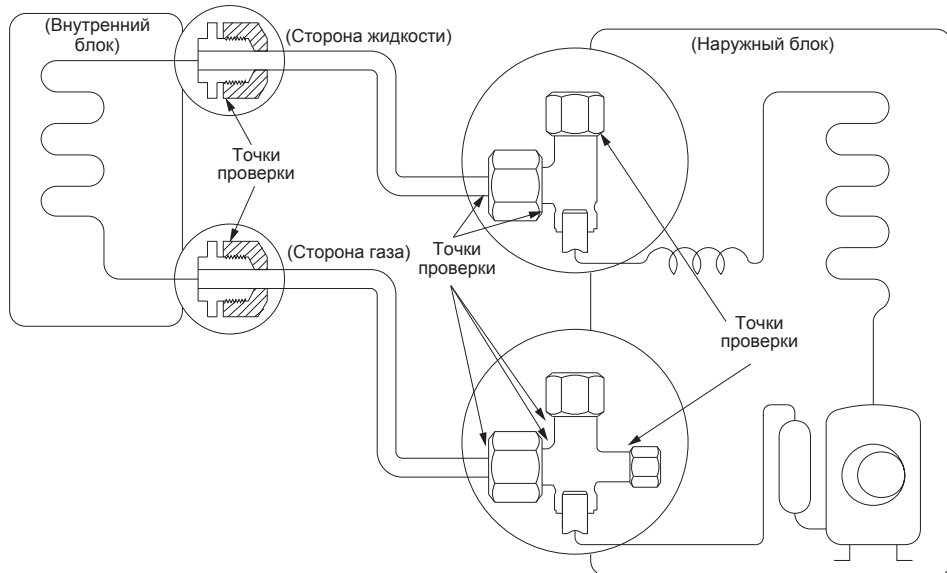 (Внутренний
блок)
(Сторона жидкости)
(Наружный блок)
Точки
проверки
(Сторона газа)
Точки
проверки
Точки
проверки